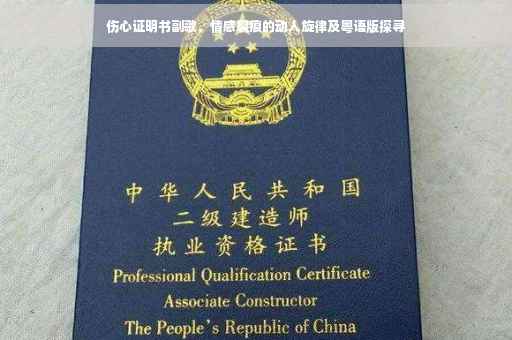 伤心证明书副歌，情感裂痕的动人旋律及粤语版探寻
中华人民共和国
二级建造师
执业资格证书
Professional Qualification Certificate
Associate Constructor
The People's Republic of China